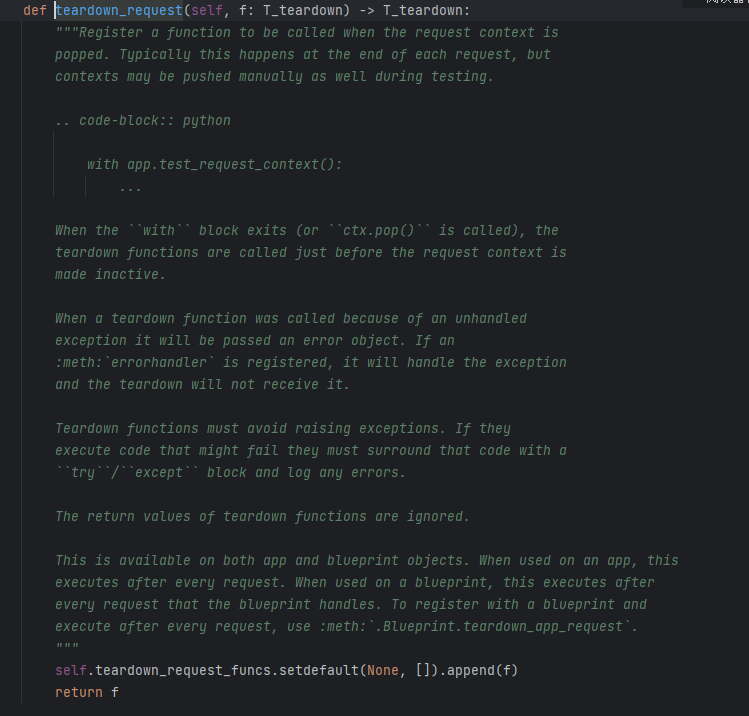 def teardown_request(self, f: T_teardown) -> T_teardown:
"""Register a function to be called when the request context is
popped. Typically this happens at the end of each request, but
contexts may be pushed manually as well during testing.
.. code-block:: python
with app.test_request_context():
...
When the ``with`` block exits (or ``ctx.pop()`` is called), the
teardown functions are called just before the request context is
made inactive.
When a teardown function was called because of an unhandled
exception it will be passed an error object. If an
:meth:`errorhandler` is registered, it will handle the exception
and the teardown will not receive it.
Teardown functions must avoid raising exceptions. If they
execute code that might fail they must surround that code with a
``try``/``except`` block and log any errors.
The return values of teardown functions are ignored.
This is available on both app and blueprint objects. When used on an app, this
executes after every request. When used on a blueprint, this executes after
every request that the blueprint handles. To register with a blueprint and
execute after every request, use :meth:`.Blueprint.teardown_app_request`.
"""
self.teardown_request_funcs.setdefault(None, []).append(f)
return f